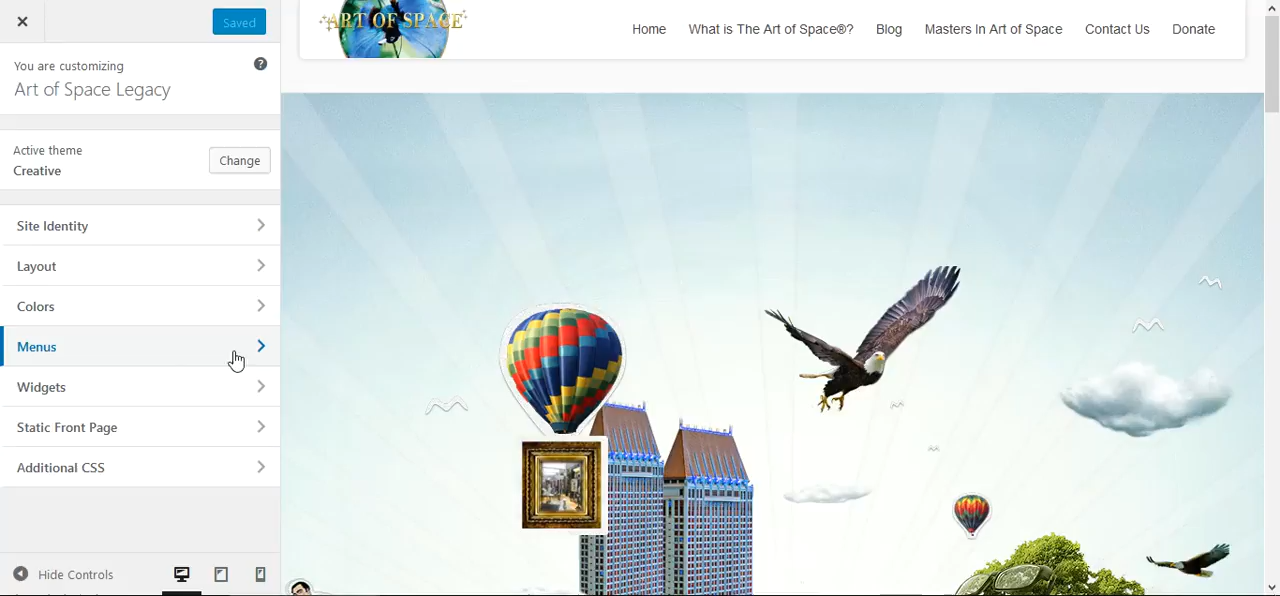 Saved
You are customizing
Art of Space Legacy
Active theme
Creative
Change
Site Identity
Layout
Colors
Menus
Widgets
Static Front Page
Additional CSS
Hide Controls
ART OF SPACE
Home
What is The Art of Space®?
Blog
Masters In Art of Space
Contact Us
Donate